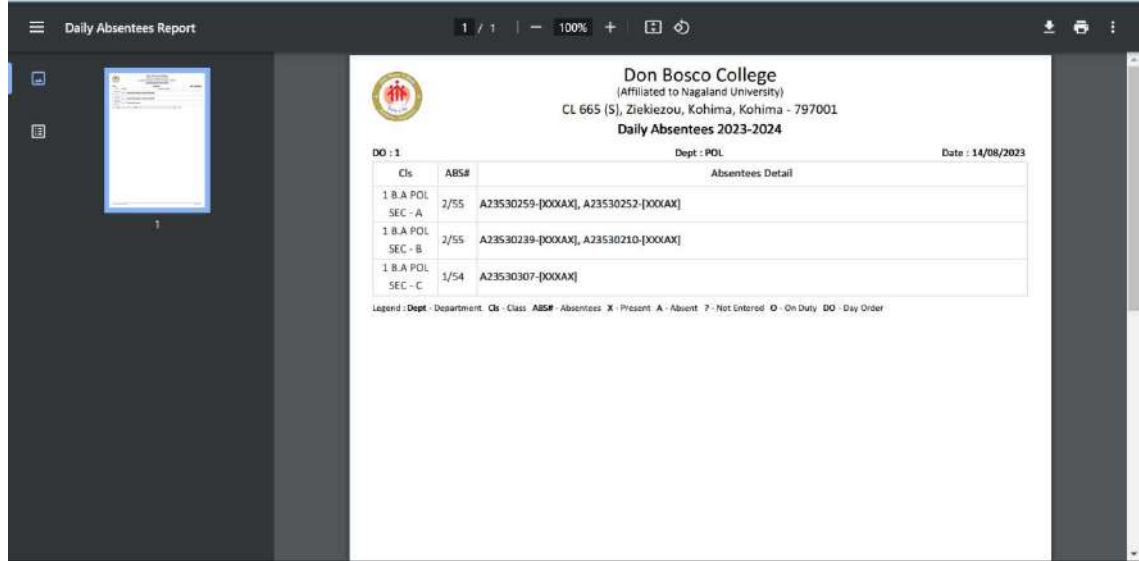 Daily Absentees Report
1 / 1
100%
1
Don Bosco College
(Affiliated to Nagaland University)
CL 665 (S), Ziekiezou, Kohima, Kohima - 797001
Daily Absentees 2023-2024
DO : 1 Dept : POL Date : 14/08/2023
Cls ABS# Absentees Detail
1 B.A POL SEC - A 2/55 A23530259-[XXXAX], A23530252-[XXXAX]
1 B.A POL SEC - B 2/55 A23530239-[XXXAX], A23530210-[XXXAX]
1 B.A POL SEC - C 1/54 A23530307-[XXXAX]
Legend : Dept - Department Cls - Class ABS# - Absentees X - Present A - Absent ? - Not Entered O - On Duty DO - Day Order